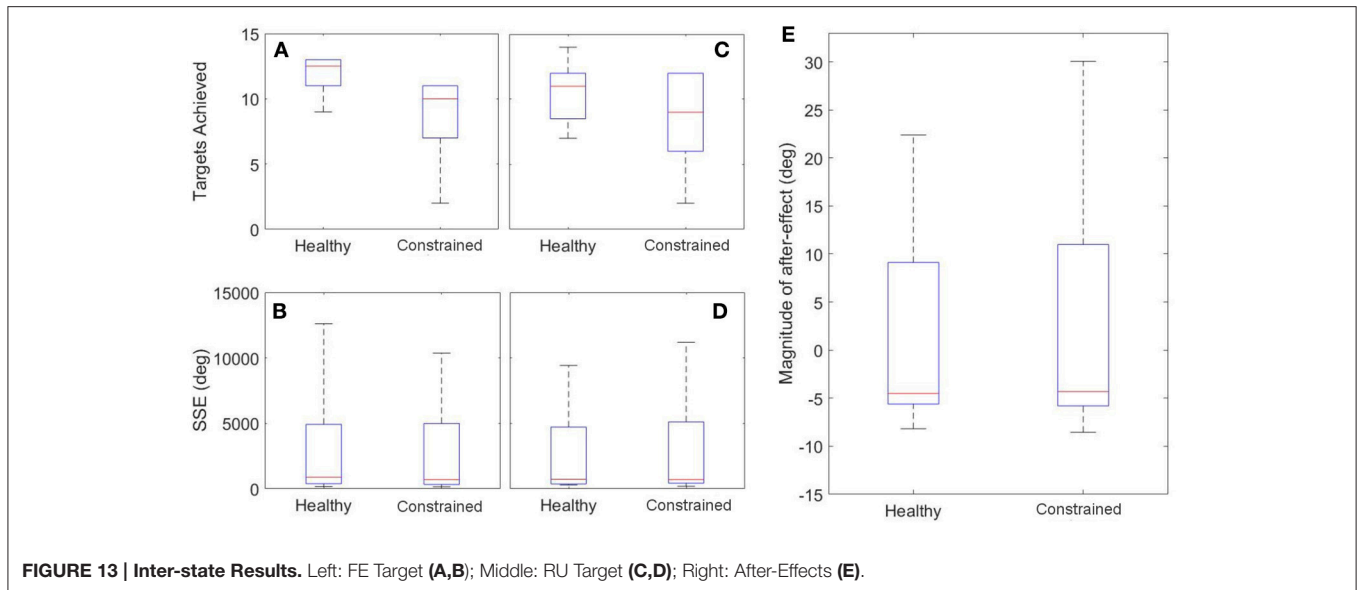 A
C
15
10
5
0
Targets Achieved
Healthy
Constrained
Healthy
Constrained
B
D
15000
10000
5000
0
SSE (deg)
Healthy
Constrained
Healthy
Constrained
E
30
25
20
15
10
5
0
-5
-10
-15
Magnitude of after-effect (deg)
Healthy
Constrained
FIGURE 13 | Inter-state Results. Left: FE Target (A,B); Middle: RU Target (C,D); Right: After-Effects (E).